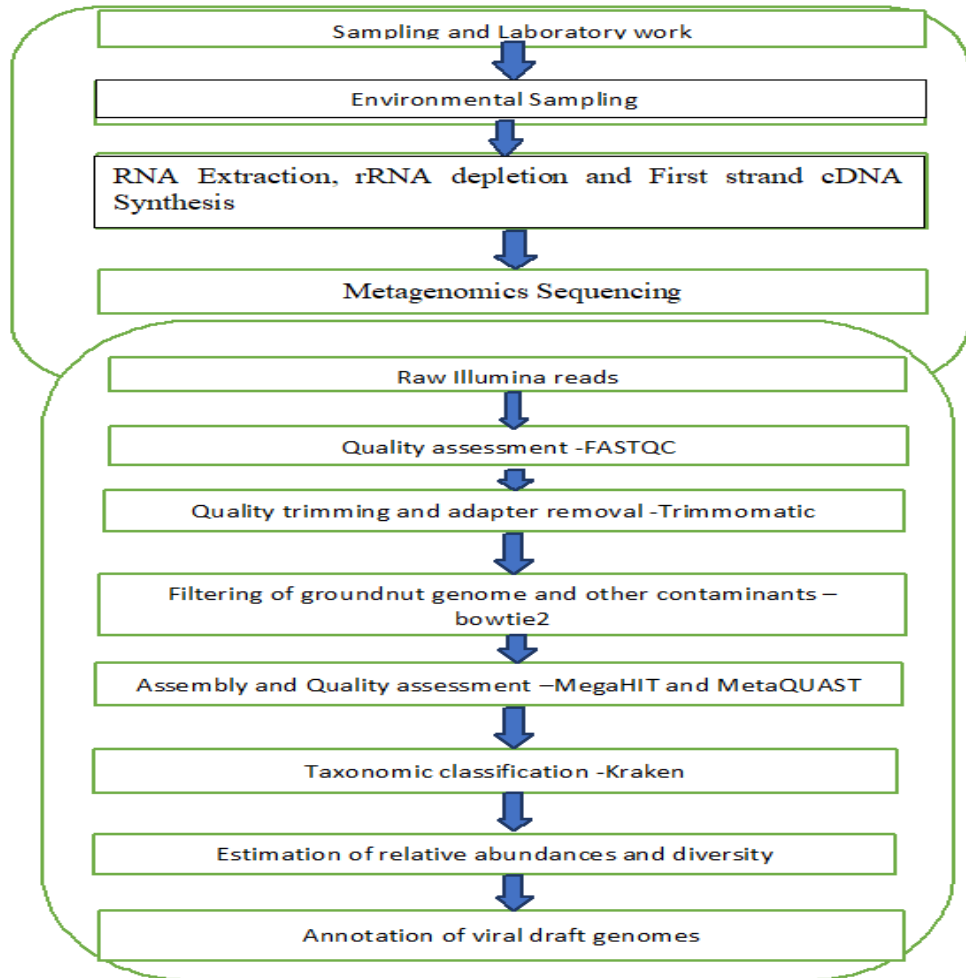 Sampling and Laboratory work
Environmental Sampling
RNA Extraction, rRNA depletion and First strand cDNA
Synthesis
Metagenomics Sequencing
Raw Illumina reads
Quality assessment -FASTQC
Quality trimming and adapter removal -Trimmomatic
Filtering of groundnut genome and other contaminants –
bowtie2
Assembly and Quality assessment –MegaHIT and MetaQUAST
Taxonomic classification -Kraken
Estimation of relative abundances and diversity
Annotation of viral draft genomes